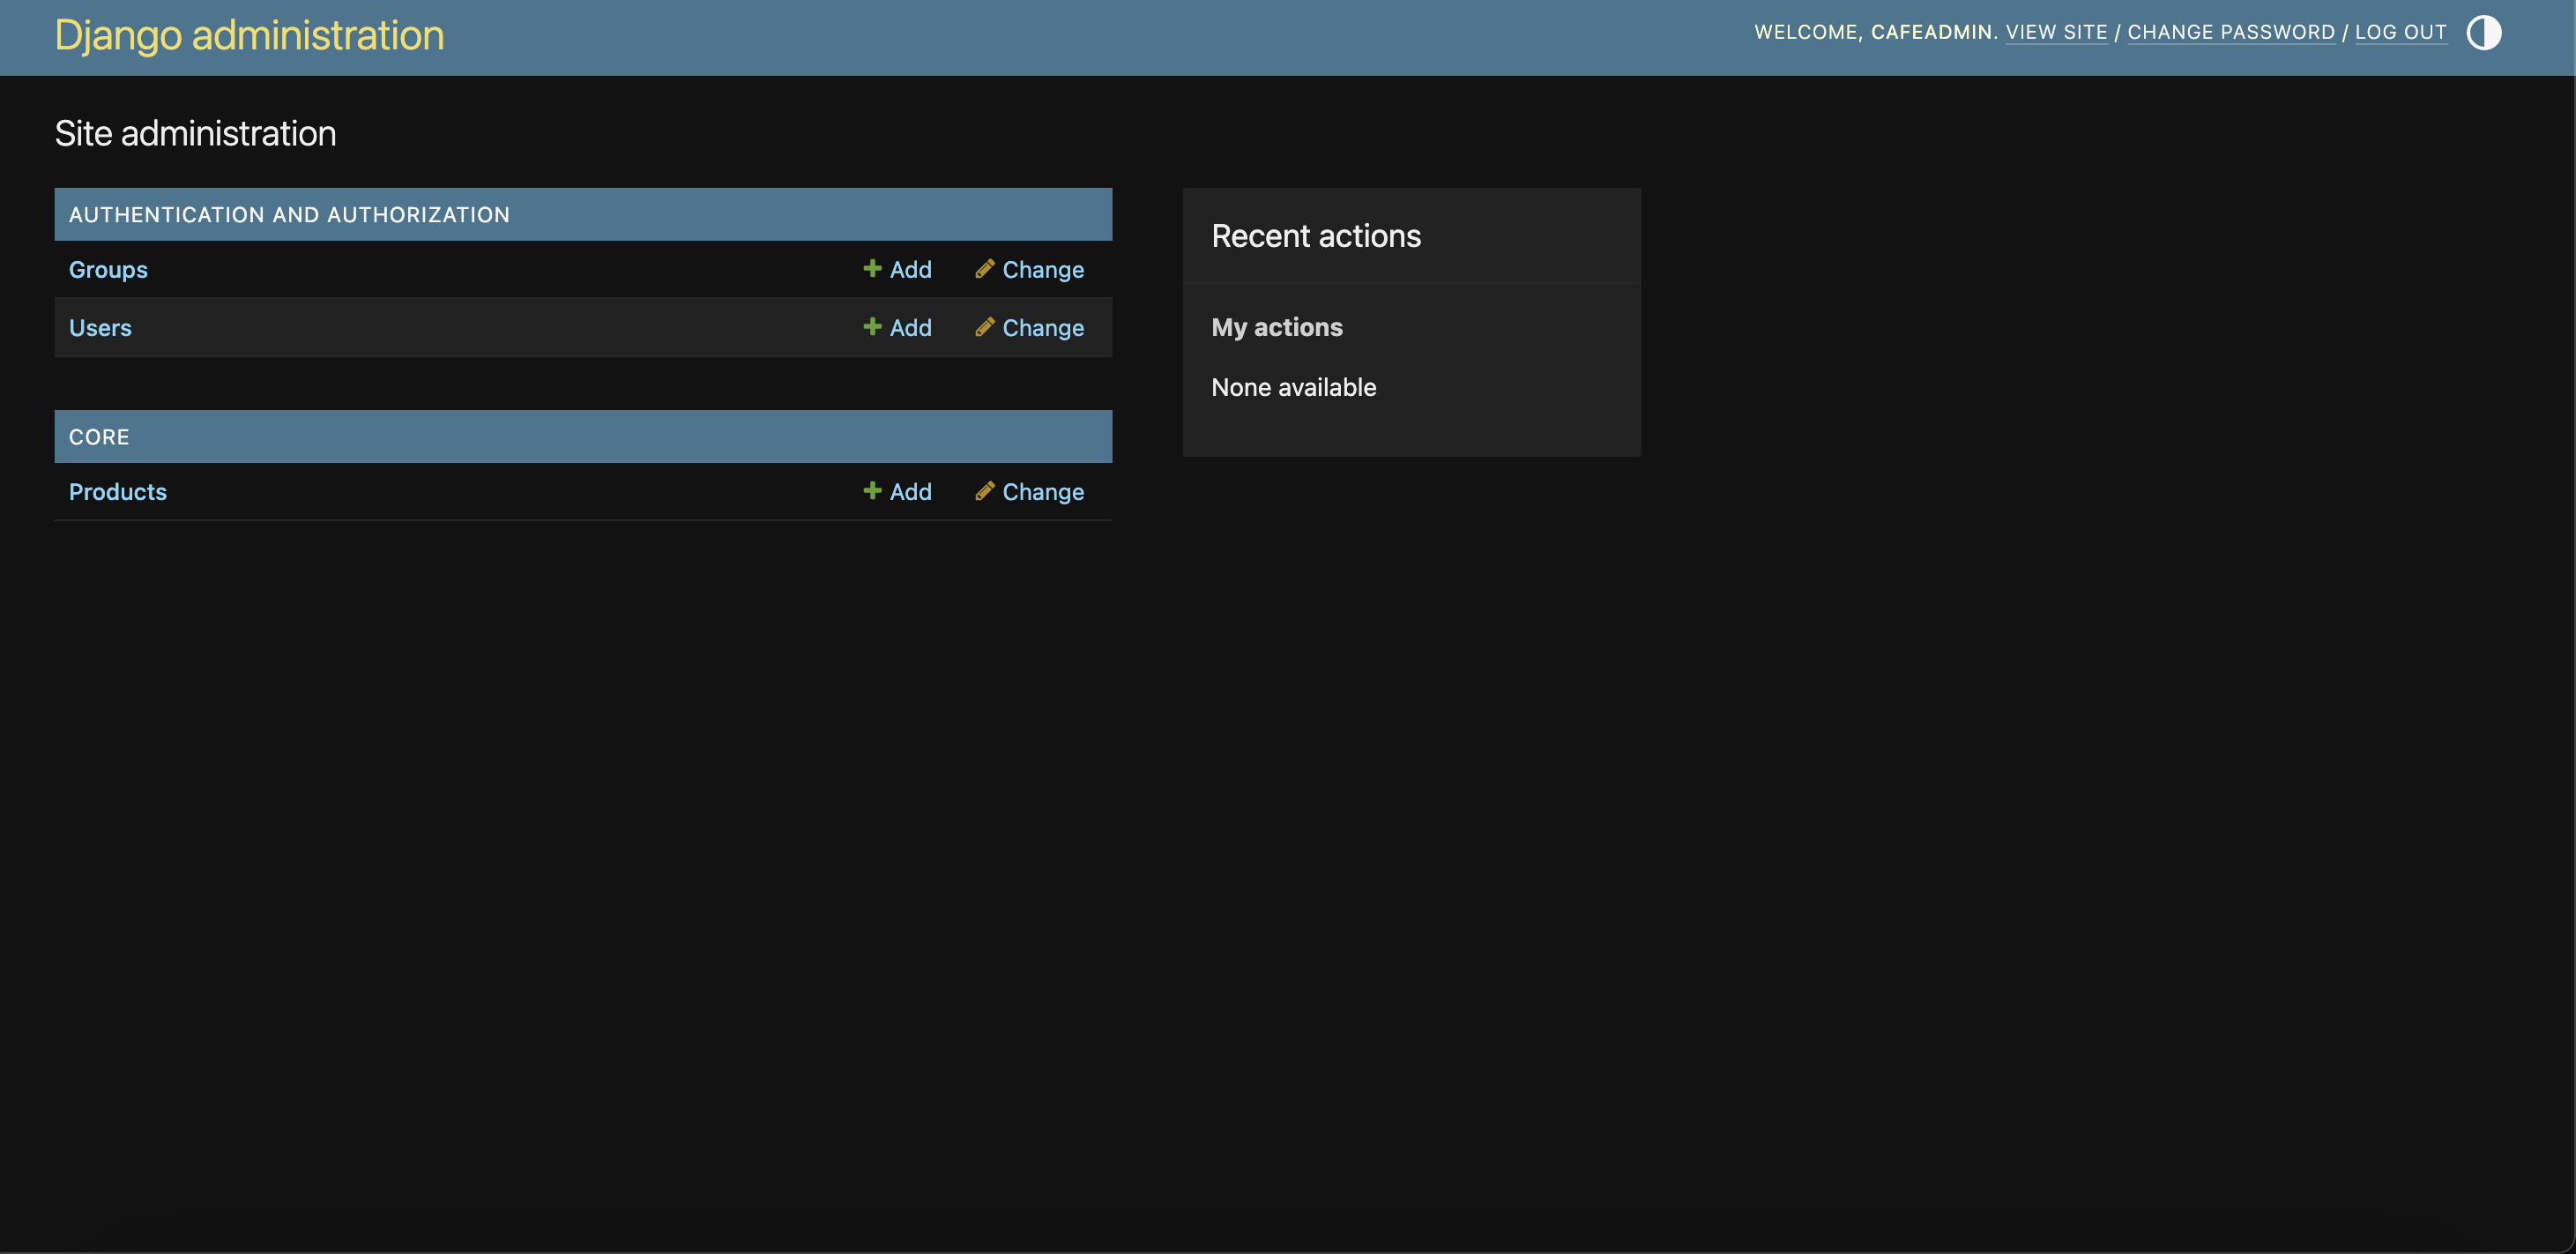 Django administration
WELCOME, CAFEADMIN. VIEW SITE / CHANGE PASSWORD / LOG OUT
Site administration
AUTHENTICATION AND AUTHORIZATION
Groups Add Change
Users Add Change
CORE
Products Add Change
Recent actions
My actions
None available